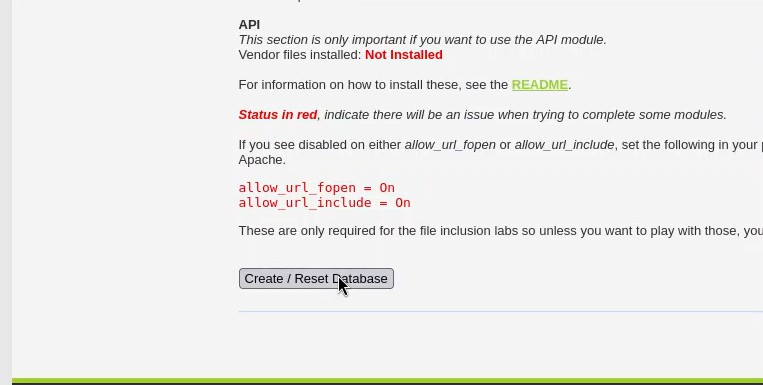 API
This section is only important if you want to use the API module.
Vendor files installed: Not Installed
For information on how to install these, see the README.
Status in red, indicate there will be an issue when trying to complete some modules.
If you see disabled on either allow_url_fopen or allow_url_include, set the following in your
Apache.
allow_url_fopen = On
allow_url_include = On
These are only required for the file inclusion labs so unless you want to play with those, you
Create / Reset Database